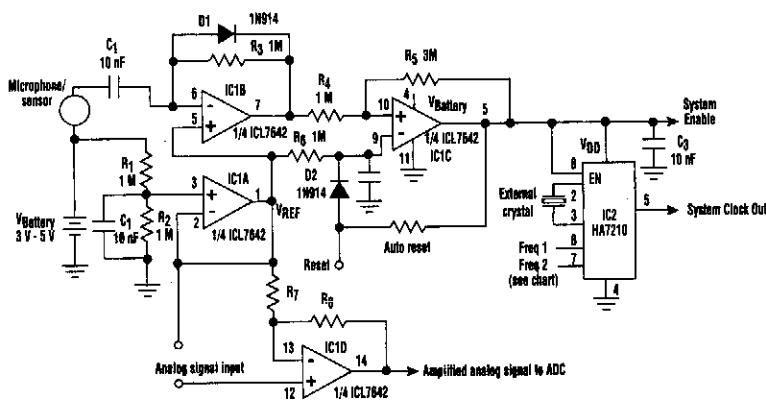 D1
1N914
R3 1M
C1
10 nF
Microphone/
sensor
6
IC1B
7
5
1/4 ICL7642
R4
1 M
R5 3M
10
4
VBattery
5
9
11
1/4 ICL7642
IC1C
System
Enable
C3
10 nF
VDD
8
EN
2
External
crystal
3
IC2
HA7210
5
System Clock Out
Freq 1
6
Freq 2
7
(see chart)
4
R6 1M
D2
1N914
R1
1 M
IC1A
3
1
2
VREF
1/4 ICL7642
VBattery
3 V - 5 V
C1
10 nF
R2
1 M
Auto reset
Reset
R7
R8
Analog signal input
13
IC1D
14
12
1/4 ICL7642
Amplified analog signal to ADC